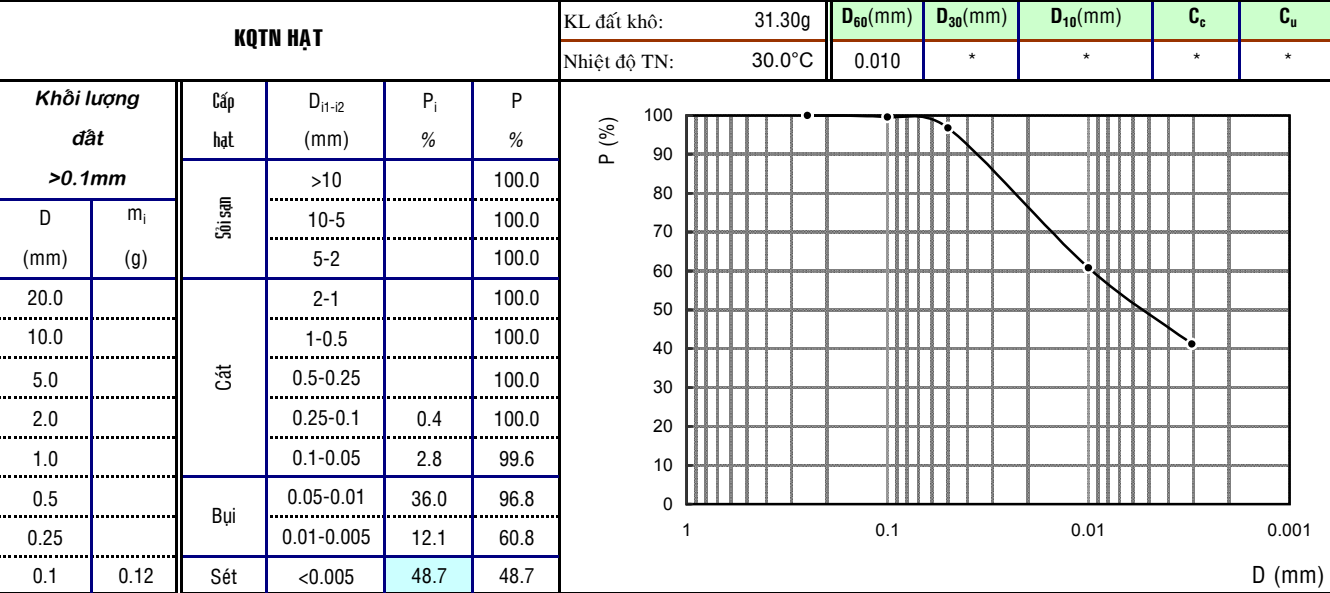 KQTN HẠT
KL đất khô: 31.30g D60(mm) D30(mm) D10(mm) Cc Cu
Nhiệt độ TN: 30.0°C 0.010 * * * *
Khối lượng đất >0.1mm
D (mm) mi (g)
20.0
10.0
5.0
2.0
1.0
0.5
0.25
0.1 0.12
Cấp hạt Di1-i2 (mm) Pi % P %
Sỏi sạn
>10 100.0
10-5 100.0
5-2 100.0
Cát
2-1 100.0
1-0.5 100.0
0.5-0.25 100.0
0.25-0.1 0.4 100.0
0.1-0.05 2.8 99.6
Bụi
0.05-0.01 36.0 96.8
0.01-0.005 12.1 60.8
Sét <0.005 48.7 48.7
P (%)
100
90
80
70
60
50
40
30
20
10
0
1 0.1 0.01 0.001
D (mm)